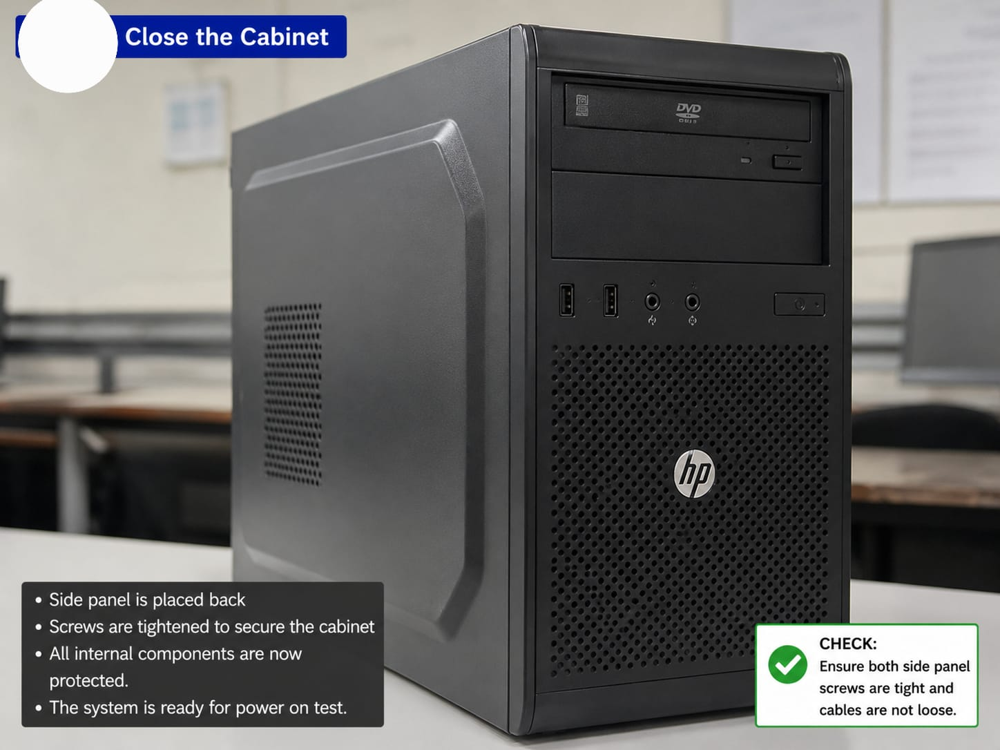 Close the Cabinet
DVD
hp
• Side panel is placed back
• Screws are tightened to secure the cabinet
• All internal components are now
protected.
• The system is ready for power on test.
CHECK:
Ensure both side panel
screws are tight and
cables are not loose.